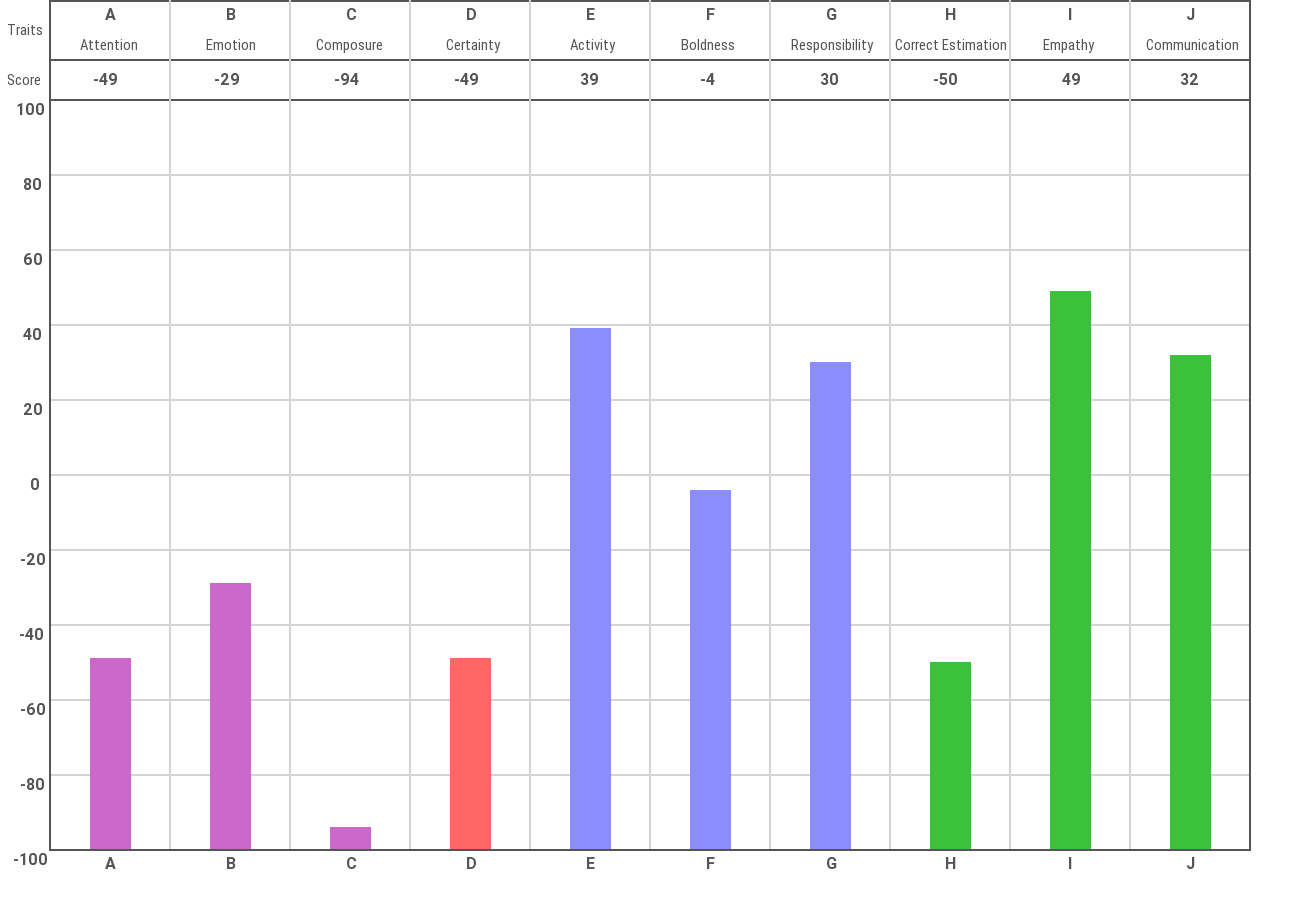 Traits A B C D E F G H I J
Attention Emotion Composure Certainty Activity Boldness Responsibility Correct Estimation Empathy Communication
Score -49 -29 -94 -49 39 -4 30 -50 49 32
100
80
60
40
20
0
-20
-40
-60
-80
-100
A B C D E F G H I J